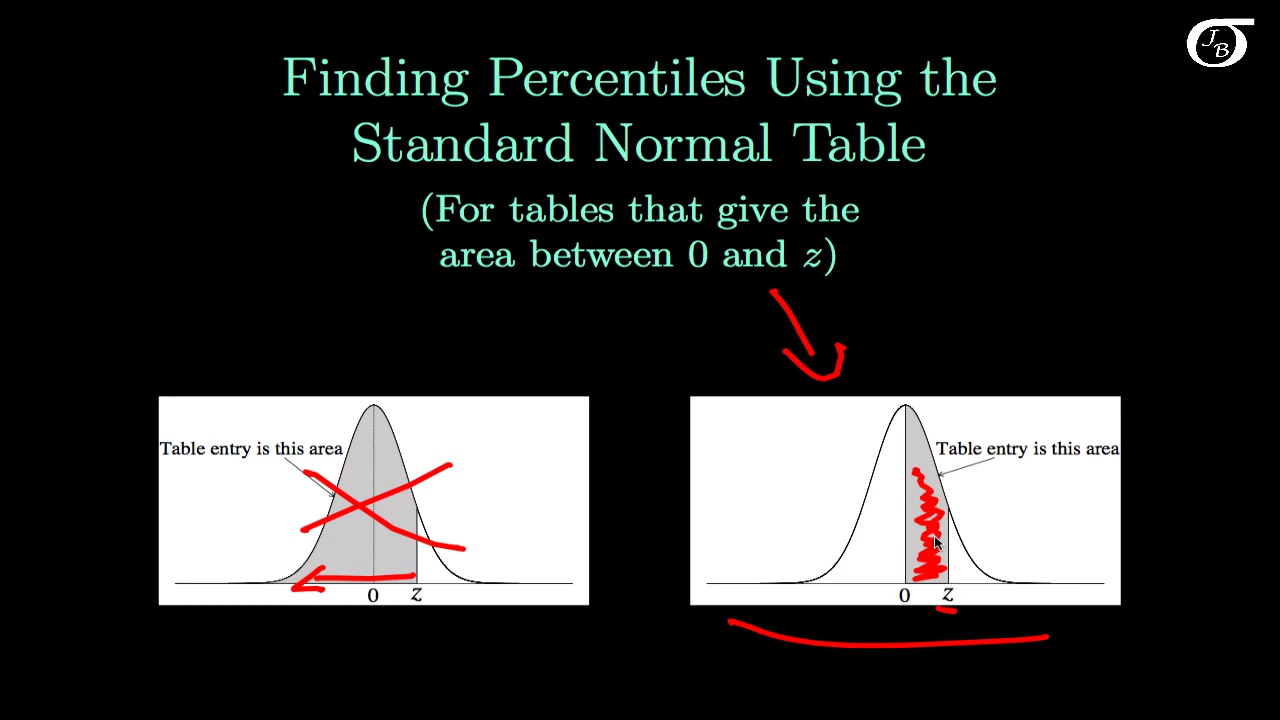 J
B
Finding Percentiles Using the
Standard Normal Table
(For tables that give the
area between 0 and z)
Table entry is this area
0 z
Table entry is this area
0 z